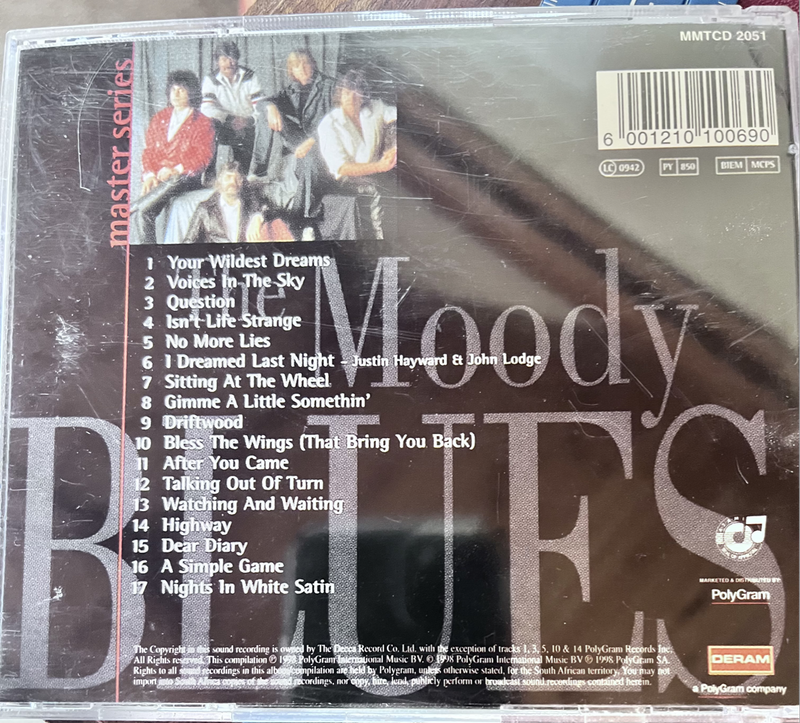 MMTCD 2051
master series
6 001210 100690
LC 0942 PY 850 BIEM MCPS
The Moody
BLUES
1 Your Wildest Dreams
2 Voices In The Sky
3 Question
4 Isn't Life Strange
5 No More Lies
6 I Dreamed Last Night – Justin Hayward & John Lodge
7 Sitting At The Wheel
8 Gimme A Little Somethin'
9 Driftwood
10 Bless The Wings (That Bring You Back)
11 After You Came
12 Talking Out Of Turn
13 Watching And Waiting
14 Highway
15 Dear Diary
16 A Simple Game
17 Nights In White Satin
MARKETED & DISTRIBUTED BY:
PolyGram
DERAM
a PolyGram company
The Copyright in this sound recording is owned by The Decca Record Co. Ltd. with the exception of tracks 1, 3, 5, 10 & 14 PolyGram Records Inc.
All Rights reserved. This compilation ℗ 1998 PolyGram International Music BV. © 1998 PolyGram International Music BV ℗ 1998 PolyGram SA.
Rights to all sound recordings in this album/compilation are held by Polygram, unless otherwise stated, for the South African territory. You may not
import into South Africa copies of the sound recordings, nor copy, hire, lend, publicly perform or broadcast sound recordings contained herein.